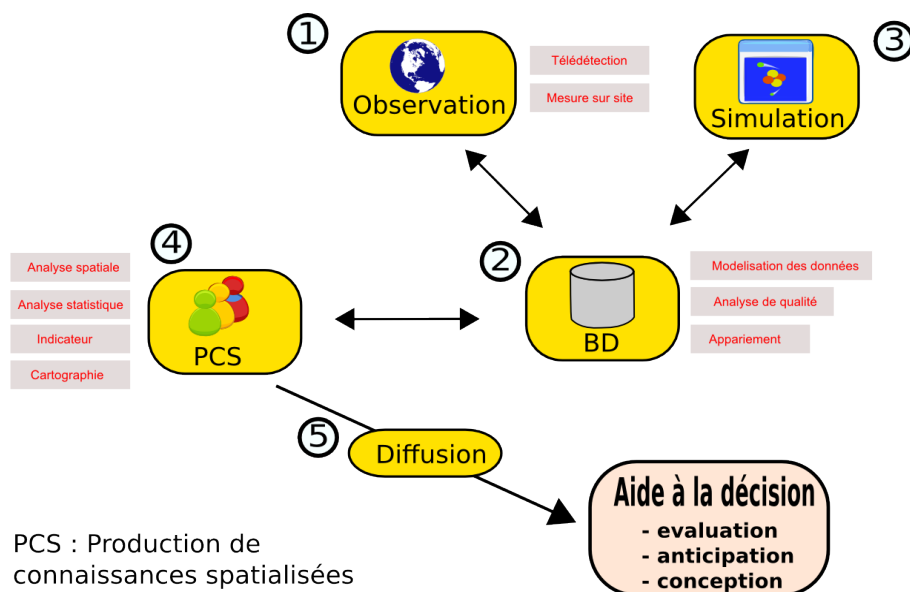 1
Observation
Télédétection
Mesure sur site
3
Simulation
4
Analyse spatiale
Analyse statistique
Indicateur
Cartographie
PCS
2
BD
Modelisation des données
Analyse de qualité
Appariement
5
Diffusion
Aide à la décision
- evaluation
- anticipation
- conception
PCS : Production de
connaissances spatialisées